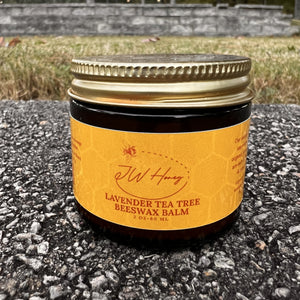 JW Honey
LAVENDER TEA TREE
BEESWAX BALM
2 OZ-60 ML